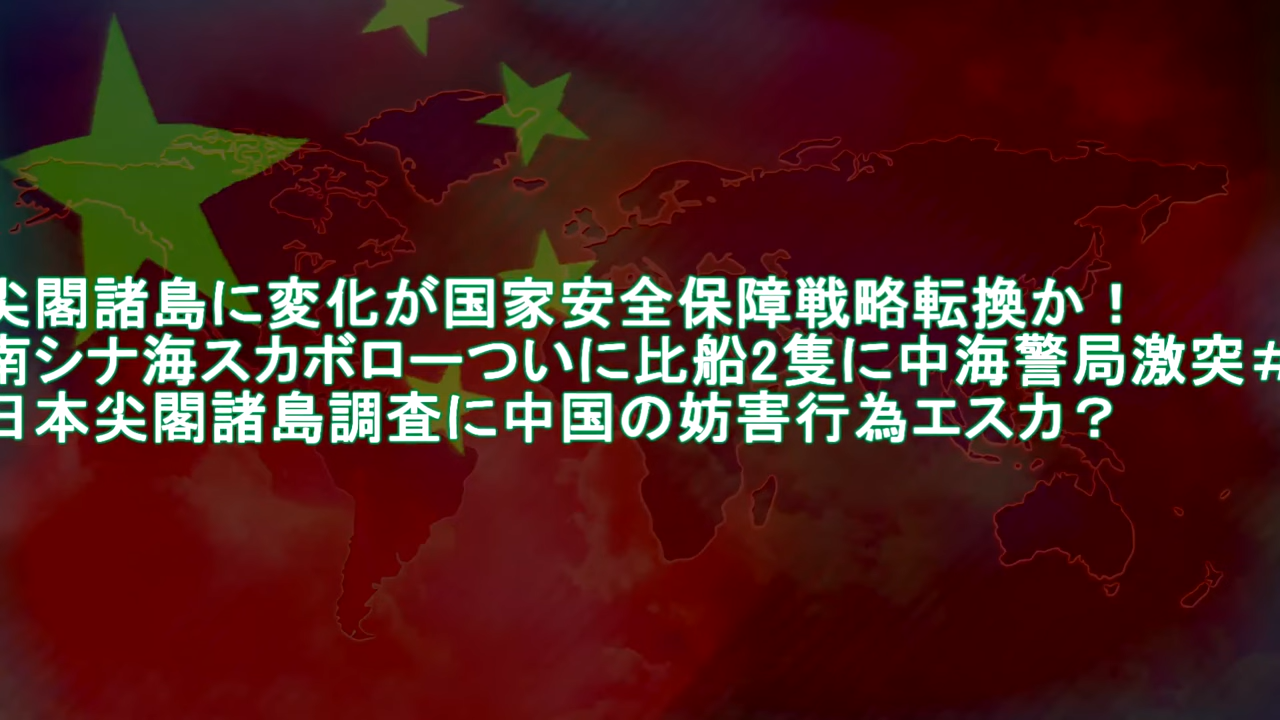 尖閣諸島に変化が国家安全保障戦略転換か！
南シナ海スカボローついに比船2隻に中海警局激突#
日本尖閣諸島調査に中国の妨害行為エスカ？